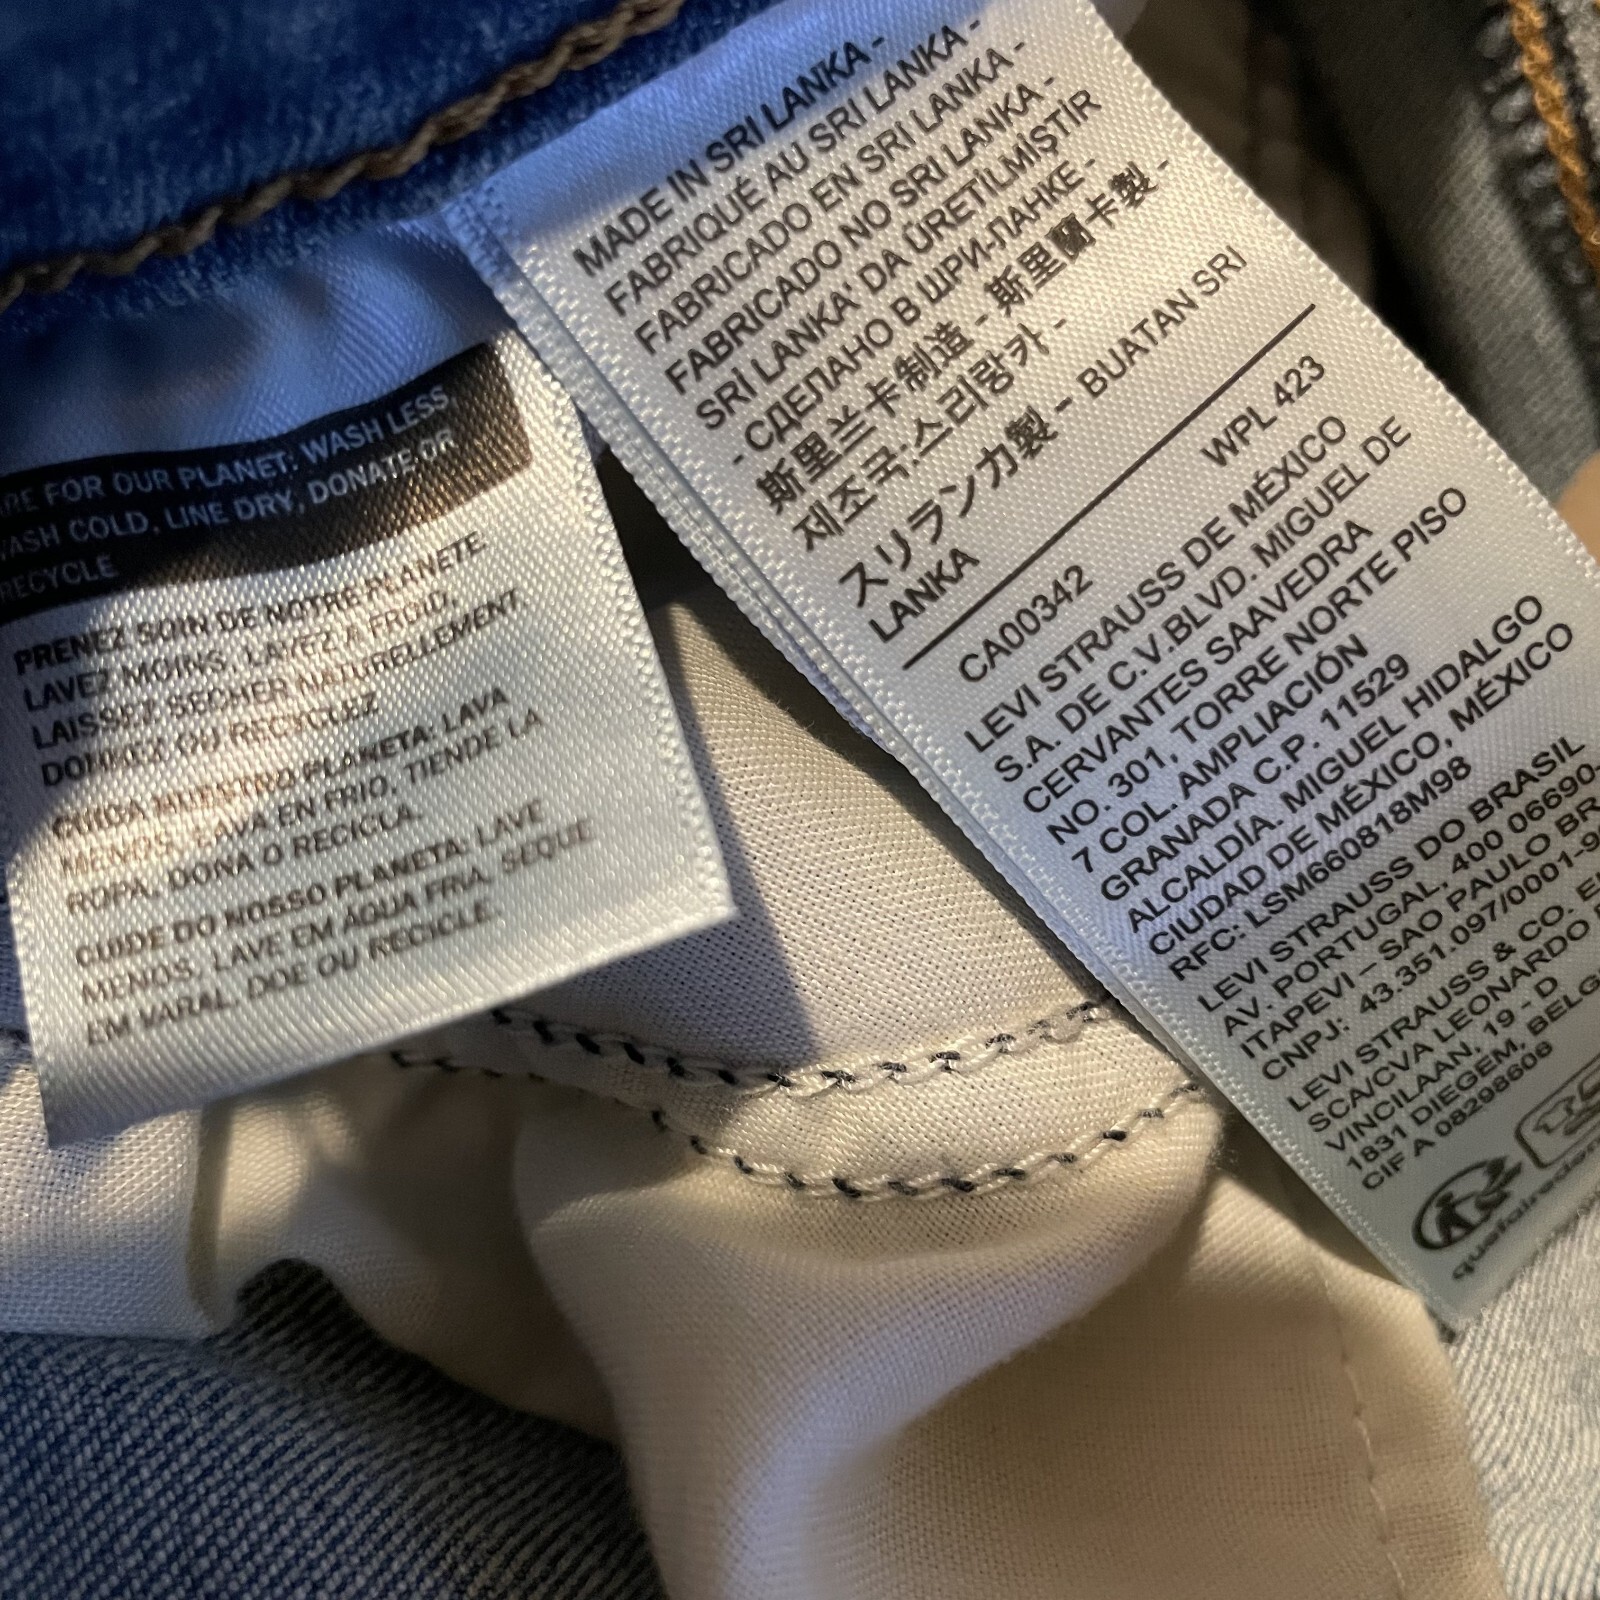 RE FOR OUR PLANET: WASH LESS
WASH COLD, LINE DRY, DONATE OR
RECYCLE
PRENEZ SOIN DE NOTRE PLANÈTE
LAVEZ MOINS, LAVEZ À FROID,
LAISSEZ SÉCHER NATURELLEMENT,
DONNEZ OU RECYCLEZ
CUIDA NUESTRO PLANETA: LAVA
MENOS, LAVA EN FRIO, TIENDE LA
ROPA, DONA O RECICLA.
CUIDE DO NOSSO PLANETA: LAVE
MENOS, LAVE EM ÁGUA FRIA, SEQUE
EM VARAL, DOE OU RECICLE
MADE IN SRI LANKA -
FABRIQUÉ AU SRI LANKA -
FABRICADO EN SRI LANKA -
FABRICADO NO SRI LANKA -
SRİ LANKA' DA ÜRETİLMİŞTİR
- СДЕЛАНО В ШРИ-ЛАНКЕ -
斯里兰卡制造 - 斯里蘭卡製 -
제조국:스리랑카 -
スリランカ製 - BUATAN SRI
LANKA
CA00342 WPL 423
LEVI STRAUSS DE MÉXICO
S.A. DE C.V.BLVD. MIGUEL DE
CERVANTES SAAVEDRA
NO. 301, TORRE NORTE PISO
7 COL. AMPLIACIÓN
GRANADA C.P. 11529
ALCALDÍA. MIGUEL HIDALGO
CIUDAD DE MÉXICO, MÉXICO
RFC: LSM660818M98
LEVI STRAUSS DO BRASIL
AV. PORTUGAL, 400 06690-
ITAPEVI – SAO PAULO BR
CNPJ: 43.351.097/0001-9
LEVI STRAUSS & CO. E
SCA/CVA LEONARDO
VINCILAAN, 19 - D
1831 DIEGEM, BELG
CIF A 08298606
quefairede